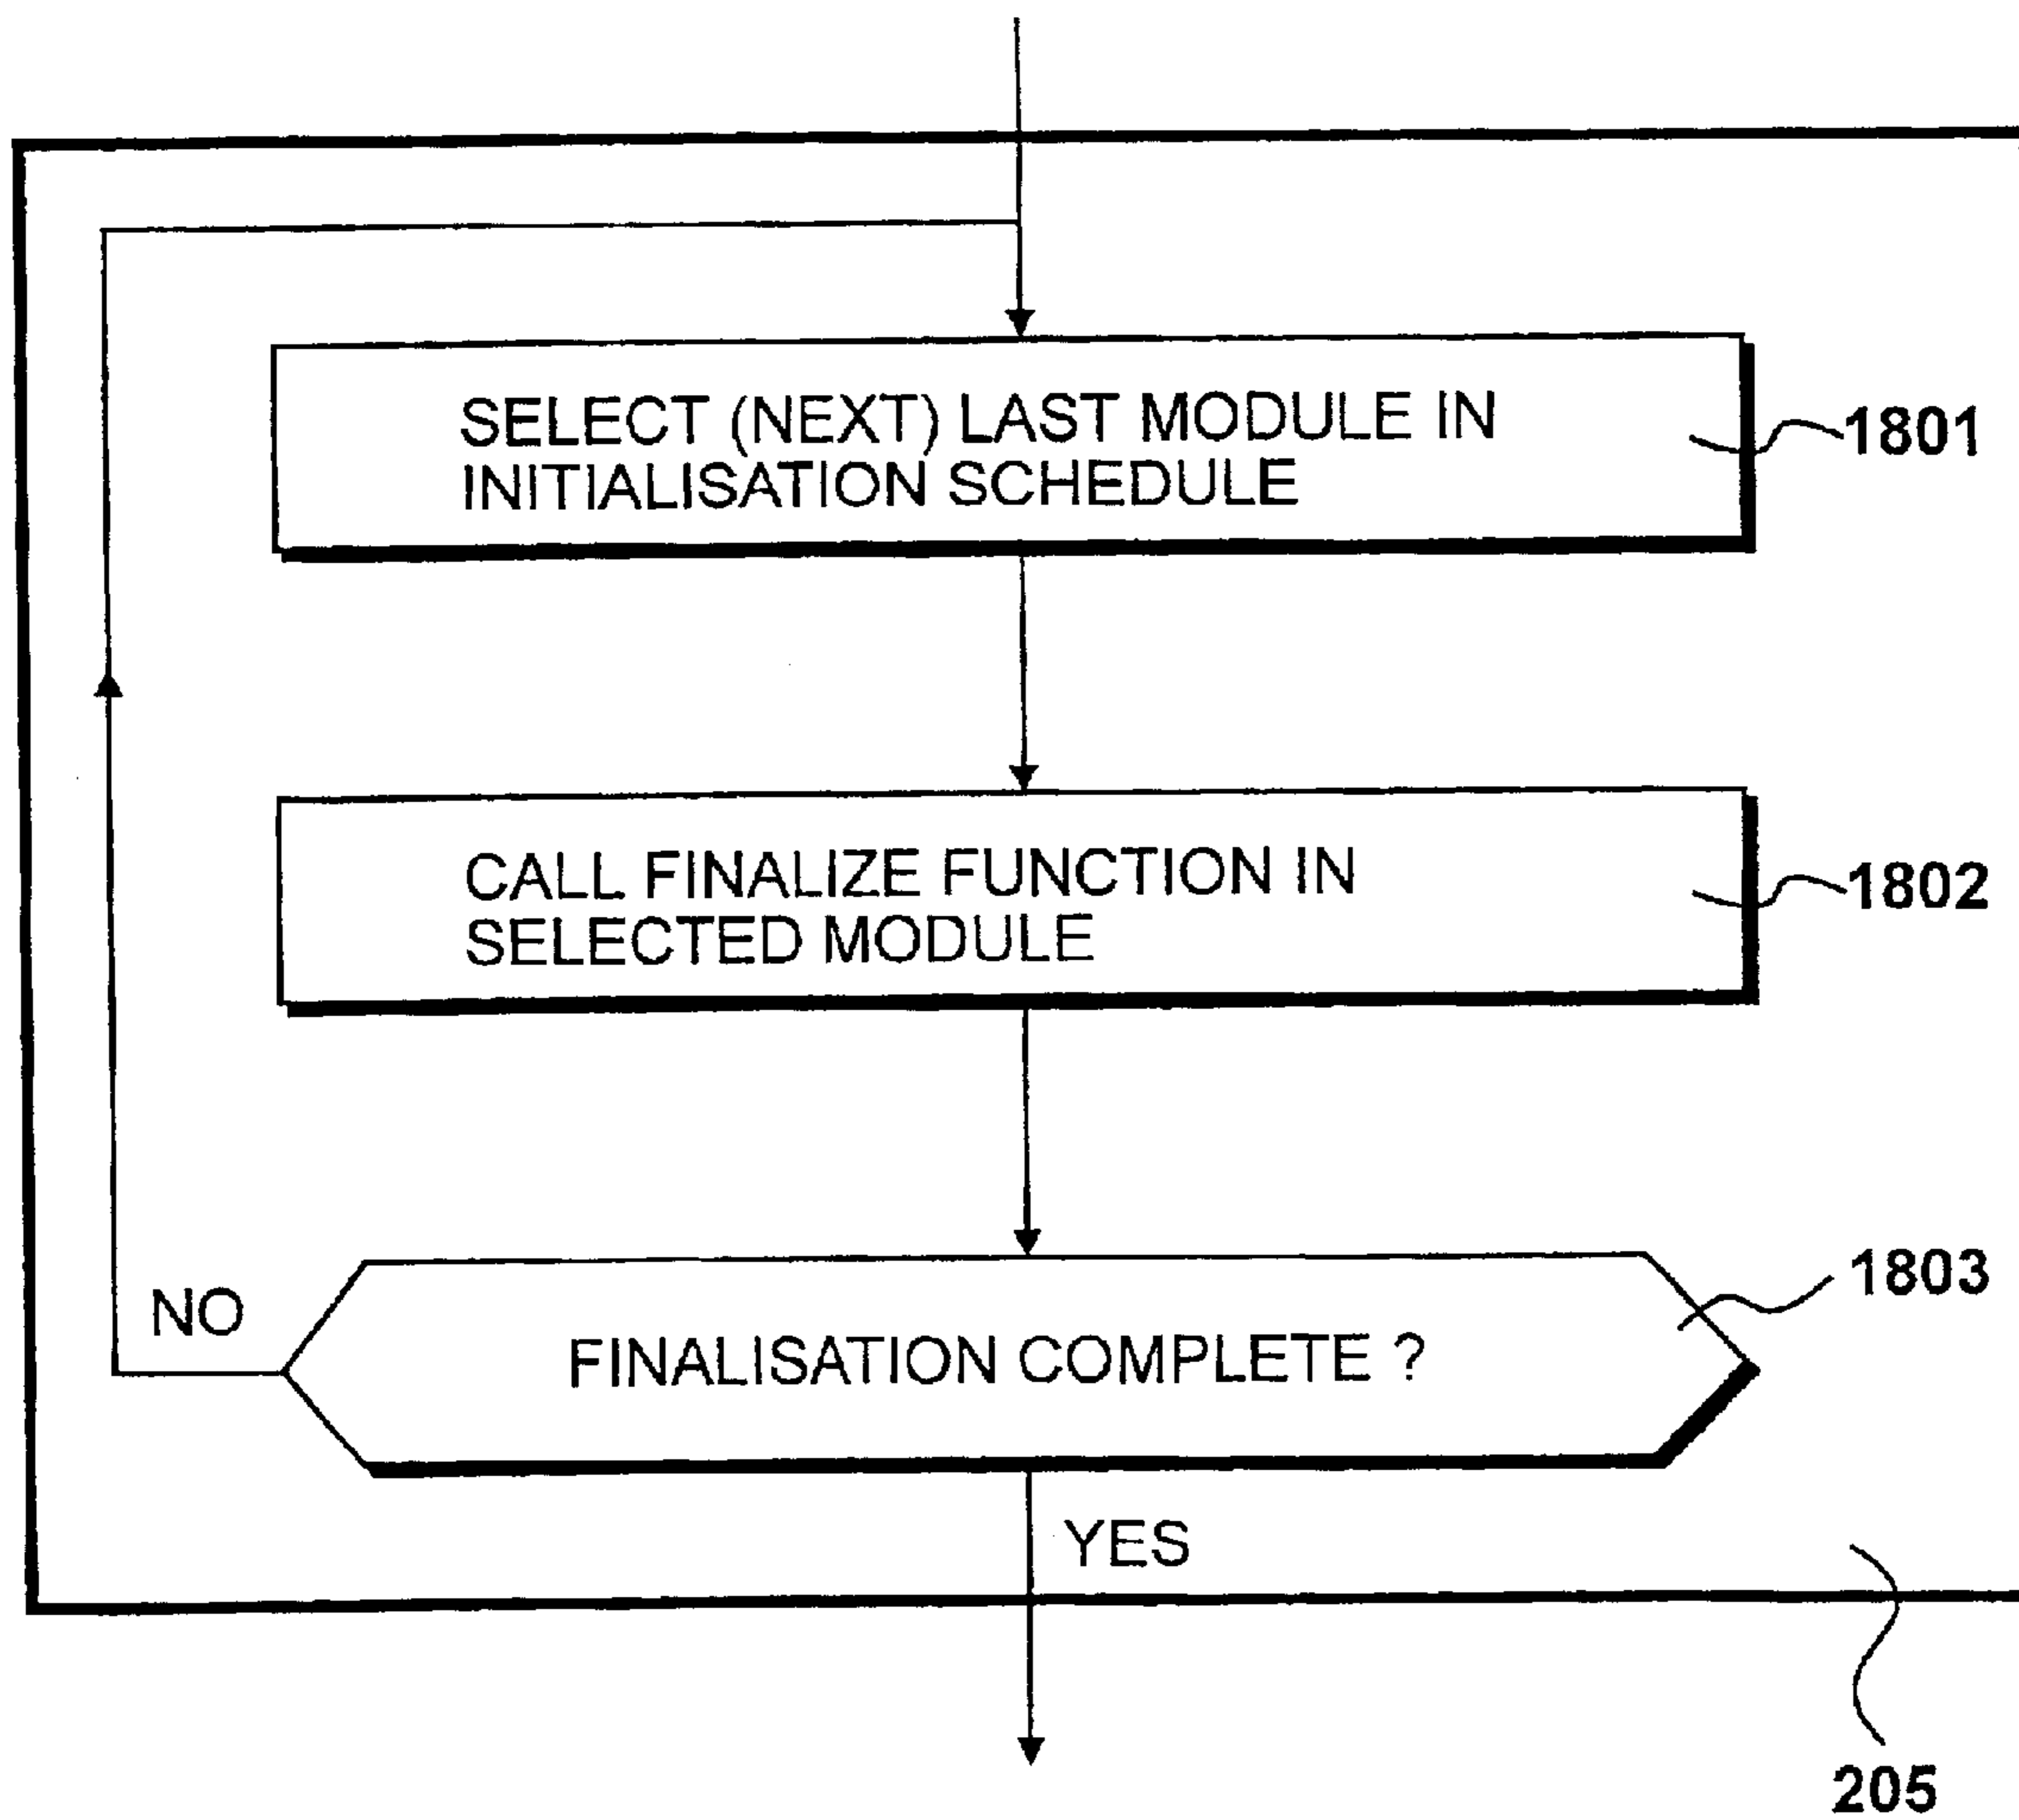 SELECT (NEXT) LAST MODULE IN
INITIALISATION SCHEDULE
1801
CALL FINALIZE FUNCTION IN
SELECTED MODULE
1802
1803
NO
FINALISATION COMPLETE ?
YES
205